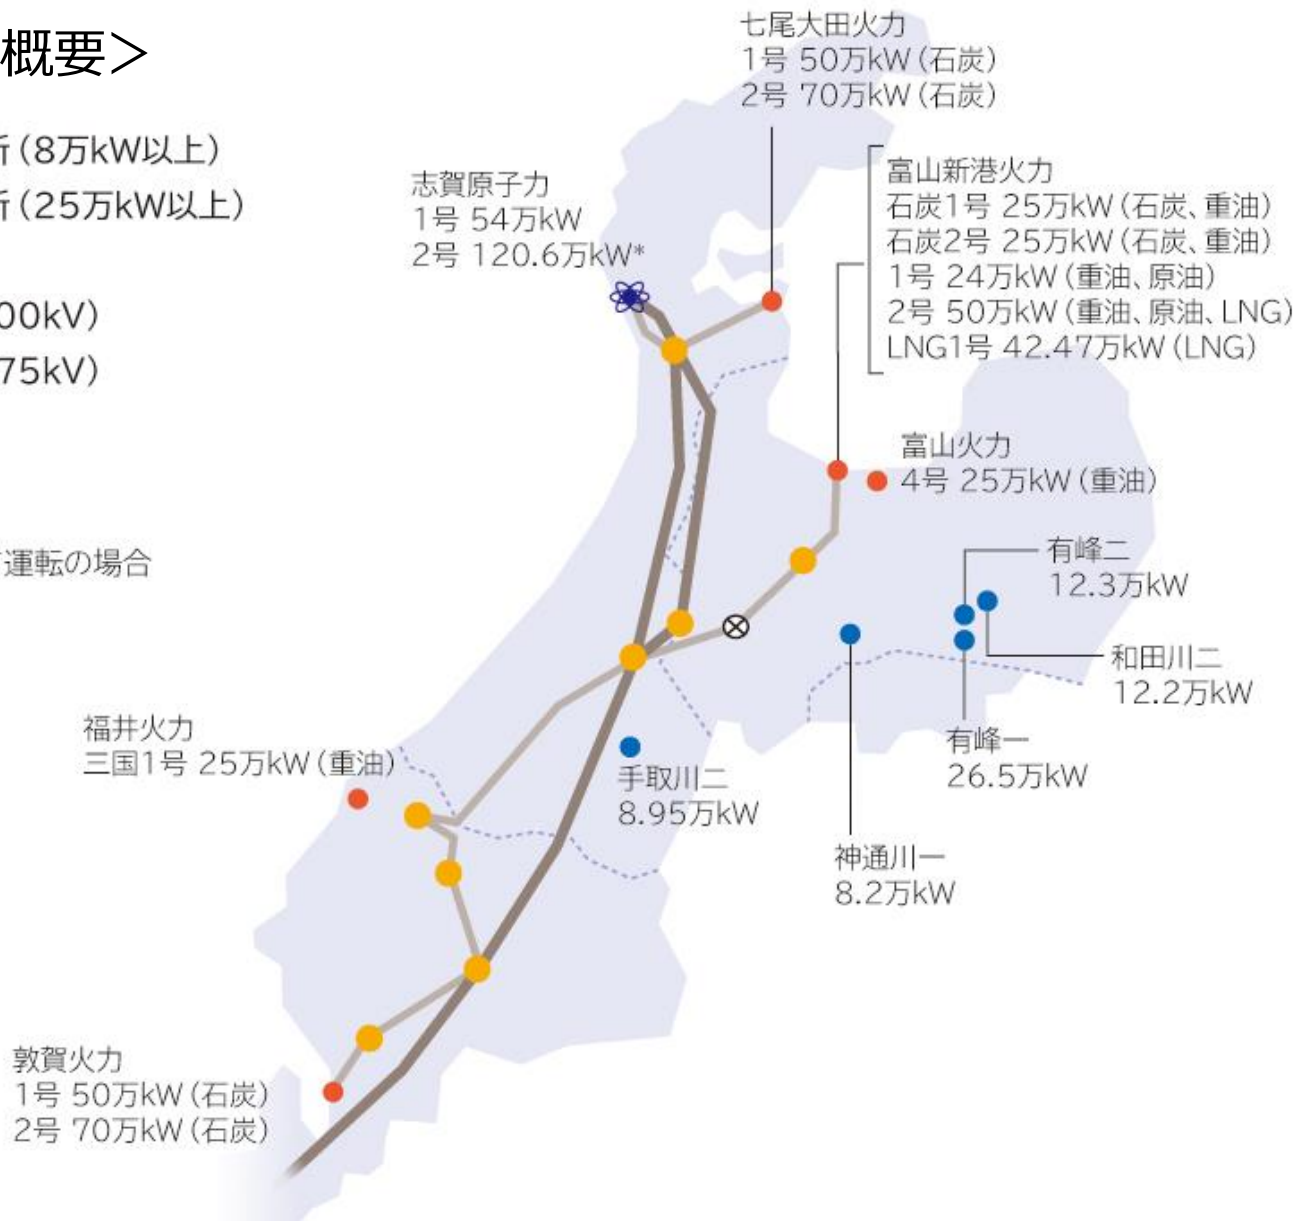 概要＞
所（8万kW以上）
所（25万kW以上）
00kV）
75kV）
運転の場合
七尾大田火力
1号 50万kW（石炭）
2号 70万kW（石炭）
志賀原子力
1号 54万kW
2号 120.6万kW*
富山新港火力
石炭1号 25万kW（石炭、重油）
石炭2号 25万kW（石炭、重油）
1号 24万kW（重油、原油）
2号 50万kW（重油、原油、LNG）
LNG1号 42.47万kW（LNG）
富山火力
4号 25万kW（重油）
有峰二
12.3万kW
和田川二
12.2万kW
有峰一
26.5万kW
神通川一
8.2万kW
手取川二
8.95万kW
福井火力
三国1号 25万kW（重油）
敦賀火力
1号 50万kW（石炭）
2号 70万kW（石炭）